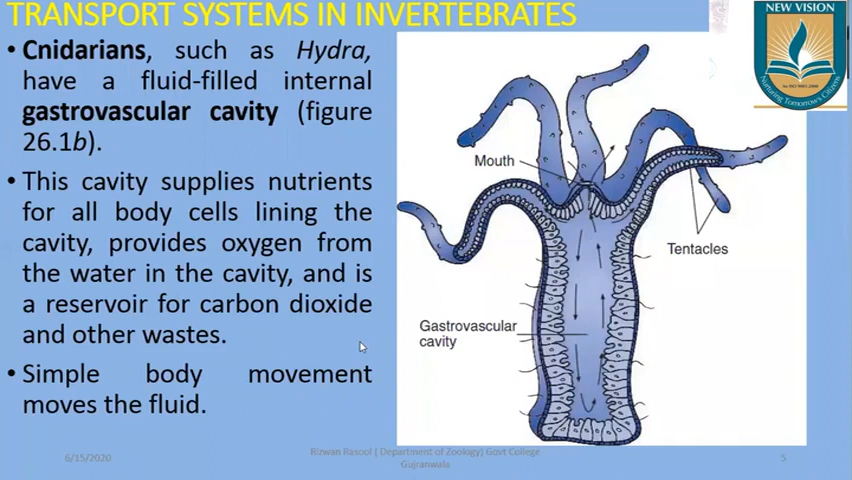 TRANSPORT SYSTEMS IN INVERTEBRATES
• Cnidarians, such as Hydra,
have a fluid-filled internal
gastrovascular cavity (figure
26.1b).
• This cavity supplies nutrients
for all body cells lining the
cavity, provides oxygen from
the water in the cavity, and is
a reservoir for carbon dioxide
and other wastes.
• Simple body movement
moves the fluid.
Mouth
Tentacles
Gastrovascular
cavity
NEW VISION
Nurturing Tomorrow's Citizens
6/15/2020
Rizwan Rasool ( Department of Zoology) Govt College
Gujranwala
5